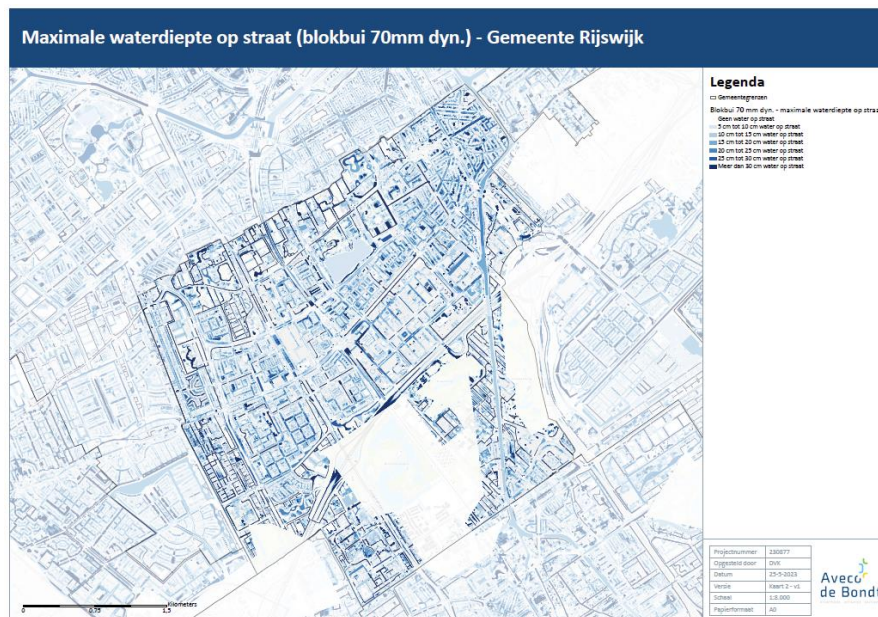 Maximale waterdiepte op straat (blokbui 70mm dyn.) - Gemeente Rijswijk
Legenda
Gemeentegrenzen
Blokbui 70 mm dyn. - maximale waterdiepte op straa
Geen water op straat
5 cm tot 10 cm water op straat
10 cm tot 15 cm water op straat
15 cm tot 20 cm water op straat
20 cm tot 25 cm water op straat
25 cm tot 30 cm water op straat
Meer dan 30 cm water op straat
Kilometers
0 0,75 1,5
Projectnummer 230877
Opgesteld door DVK
Datum 25-5-2023
Versie Kaart 2 - v1
Schaal 1:8.000
Papierformaat A0
Aveco
de Bondt